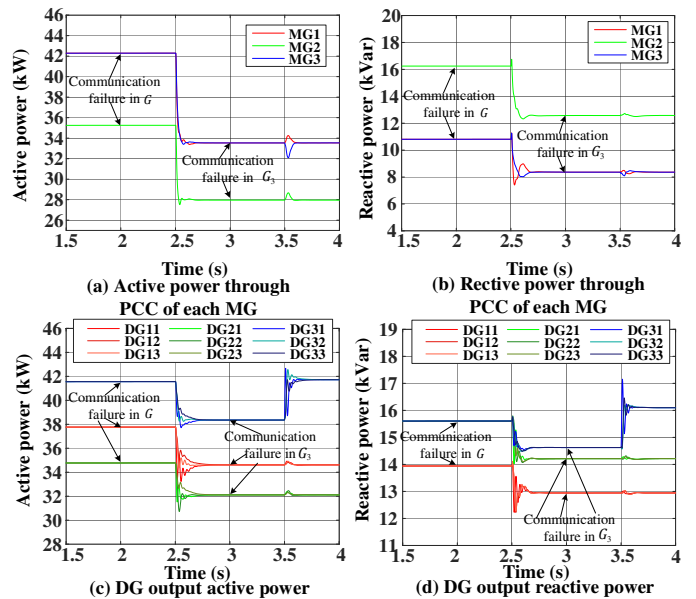 46
42
38
34
30
26
Active power (kW)
MG1
MG2
MG3
Communication
failure in G
Communication
failure in G3
1.5 2 2.5 3 3.5 4
Time (s)
(a) Active power through
PCC of each MG
20
18
16
14
12
10
8
6
4
Reactive power (kVar)
MG1
MG2
MG3
Communication
failure in G
Communication
failure in G3
1.5 2 2.5 3 3.5 4
Time (s)
(b) Rective power through
PCC of each MG
DG11 DG21 DG31
DG12 DG22 DG32
DG13 DG23 DG33
46
44
42
40
38
36
34
32
30
28
Active power (kW)
Communication
failure in G
Communication
failure in G3
1.5 2 2.5 3 3.5 4
Time (s)
(c) DG output active power
DG11 DG21 DG31
DG12 DG22 DG32
DG13 DG23 DG33
18
17
16
15
14
13
12
11
Reactive power (kVar)
Communication
failure in G
Communication
failure in G3
1.5 2 2.5 3 3.5 4
Time (s)
(d) DG output reactive power